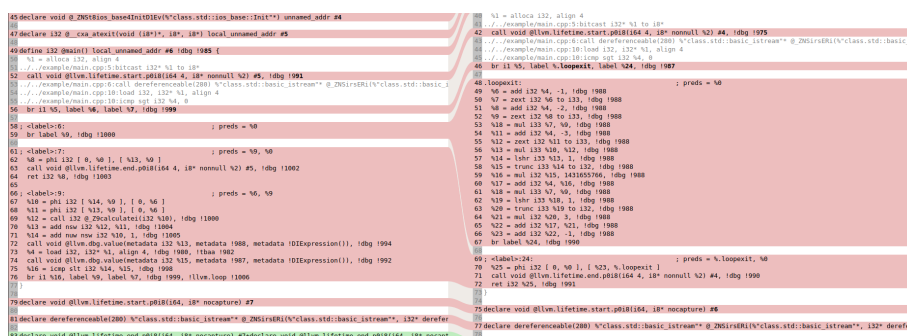 45 declare void @_ZNSt8ios_base4InitD1Ev(%"class.std::ios_base::Init"*) unnamed_addr #4
46
47 declare i32 @__cxa_atexit(void (i8*)*, i8*, i8*) local_unnamed_addr #5
48
49 define i32 @main() local_unnamed_addr #6 !dbg !985 {
50 %1 = alloca i32, align 4
51 ../../example/main.cpp:5:bitcast i32* %1 to i8*
52 call void @llvm.lifetime.start.p0i8(i64 4, i8* nonnull %2) #5, !dbg !991
53 ../../example/main.cpp:6:call dereferenceable(280) %"class.std::basic_istream"* @_ZNSirsERi(%"class.std::basic_i
54 ../../example/main.cpp:10:load i32, i32* %1, align 4
55 ../../example/main.cpp:10:icmp sgt i32 %4, 0
56 br i1 %5, label %6, label %7, !dbg !999
57
58 ; <label>:6: ; preds = %0
59 br label %9, !dbg !1000
60
61 ; <label>:7: ; preds = %9, %0
62 %8 = phi i32 [ 0, %0 ], [ %13, %9 ]
63 call void @llvm.lifetime.end.p0i8(i64 4, i8* nonnull %2) #5, !dbg !1002
64 ret i32 %8, !dbg !1003
65
66 ; <label>:9: ; preds = %6, %9
67 %10 = phi i32 [ %14, %9 ], [ 0, %6 ]
68 %11 = phi i32 [ %13, %9 ], [ 0, %6 ]
69 %12 = call i32 @_Z9calculatei(i32 %10), !dbg !1000
70 %13 = add nsw i32 %12, %11, !dbg !1004
71 %14 = add nuw nsw i32 %10, 1, !dbg !1005
72 call void @llvm.dbg.value(metadata i32 %13, metadata !988, metadata !DIExpression()), !dbg !994
73 %4 = load i32, i32* %1, align 4, !dbg !980, !tbaa !982
74 call void @llvm.dbg.value(metadata i32 %15, metadata !987, metadata !DIExpression()), !dbg !992
75 %16 = icmp slt i32 %14, %15, !dbg !998
76 br i1 %16, label %9, label %7, !dbg !999, !llvm.loop !1006
77 }
78
79 declare void @llvm.lifetime.start.p0i8(i64, i8* nocapture) #7
80
81 declare dereferenceable(280) %"class.std::basic_istream"* @_ZNSirsERi(%"class.std::basic_istream"*, i32* derefer
40 %1 = alloca i32, align 4
41 ../../example/main.cpp:5:bitcast i32* %1 to i8*
42 call void @llvm.lifetime.start.p0i8(i64 4, i8* nonnull %2) #4, !dbg !975
43 ../../example/main.cpp:6:call dereferenceable(280) %"class.std::basic_istream"* @_ZNSirsERi(%"class.std::basic
44 ../../example/main.cpp:10:load i32, i32* %1, align 4
45 ../../example/main.cpp:10:icmp sgt i32 %4, 0
46 br i1 %5, label %.loopexit, label %24, !dbg !987
47
48 .loopexit: ; preds = %0
49 %6 = add i32 %4, -1, !dbg !988
50 %7 = zext i32 %6 to i33, !dbg !988
51 %8 = add i32 %4, -2, !dbg !988
52 %9 = zext i32 %8 to i33, !dbg !988
53 %10 = mul i33 %7, %9, !dbg !988
54 %11 = add i32 %4, -3, !dbg !988
55 %12 = zext i32 %11 to i33, !dbg !988
56 %13 = mul i33 %10, %12, !dbg !988
57 %14 = lshr i33 %13, 1, !dbg !988
58 %15 = trunc i33 %14 to i32, !dbg !988
59 %16 = mul i32 %15, 1431655766, !dbg !988
60 %17 = add i32 %4, %16, !dbg !988
61 %18 = mul i33 %7, %9, !dbg !988
62 %19 = lshr i33 %18, 1, !dbg !988
63 %20 = trunc i33 %19 to i32, !dbg !988
64 %21 = mul i32 %20, 3, !dbg !988
65 %22 = add i32 %17, %21, !dbg !988
66 %23 = add i32 %22, -1, !dbg !988
67 br label %24, !dbg !990
68
69 ; <label>:24: ; preds = %.loopexit, %0
70 %25 = phi i32 [ 0, %0 ], [ %23, %.loopexit ]
71 call void @llvm.lifetime.end.p0i8(i64 4, i8* nonnull %2) #4, !dbg !990
72 ret i32 %25, !dbg !991
73 }
74
75 declare void @llvm.lifetime.start.p0i8(i64, i8* nocapture) #6
76
77 declare dereferenceable(280) %"class.std::basic_istream"* @_ZNSirsERi(%"class.std::basic_istream"*, i32* deref